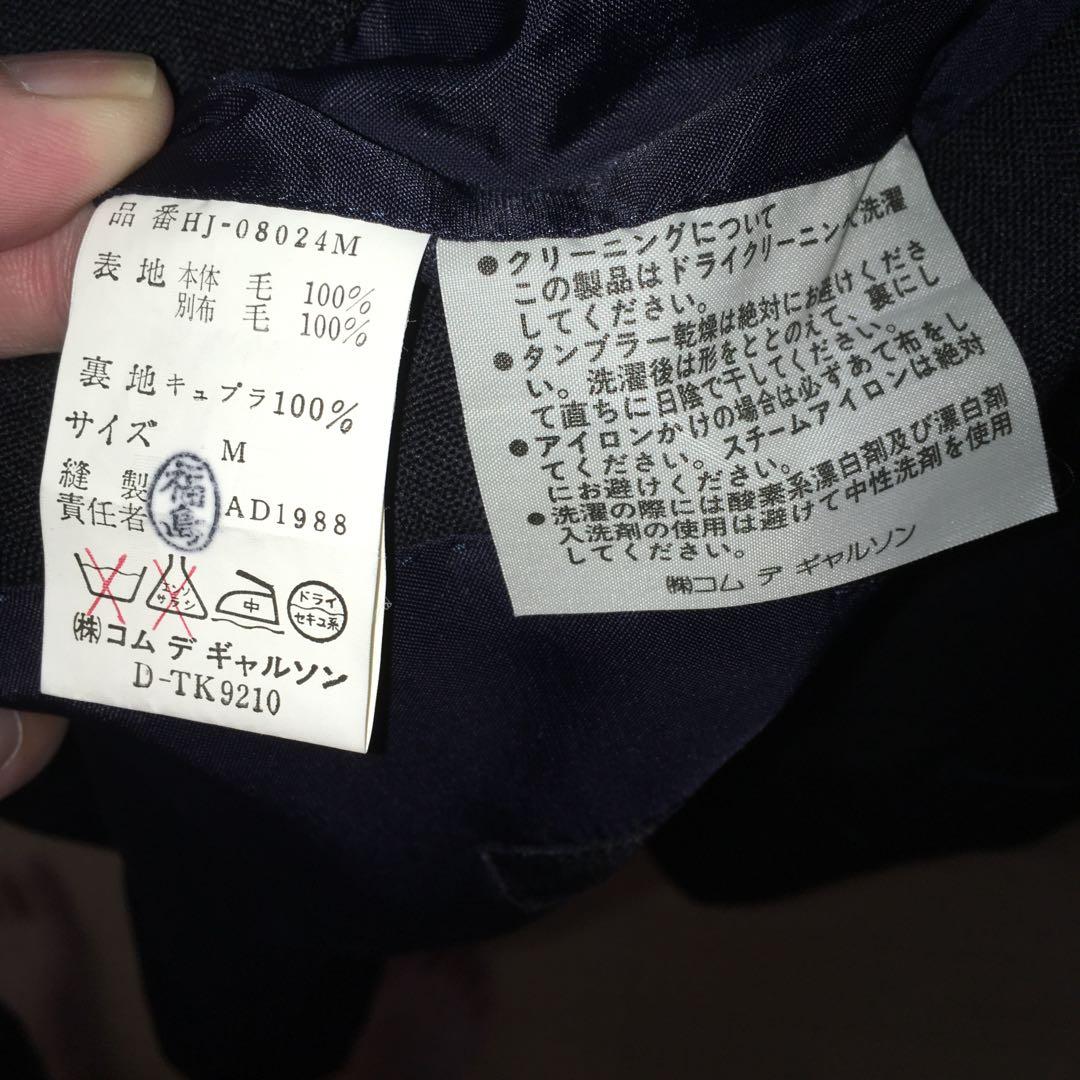 品番HJ-08024M
表地 本体 毛 100%
別布 毛 100%
裏地 キュプラ100%
サイズ M
縫製
責任者 福島 AD1988
エンソ
サラシ
中
ドライ
セキユ系
(株)コム デ ギャルソン
D-TK9210
●クリーニングについて
この製品はドライクリーニング洗濯
してください。
●タンブラー乾燥は絶対にお避けくださ
い。洗濯後は形をととのえて、裏にし
て直ちに日陰で干してください。
●アイロンかけの場合は必ずあて布をし
てください。スチームアイロンは絶対
にお避けください。
●洗濯の際には酸素系漂白剤及び漂白剤
入洗剤の使用は避けて中性洗剤を使用
してください。
㈱コム デ ギャルソン